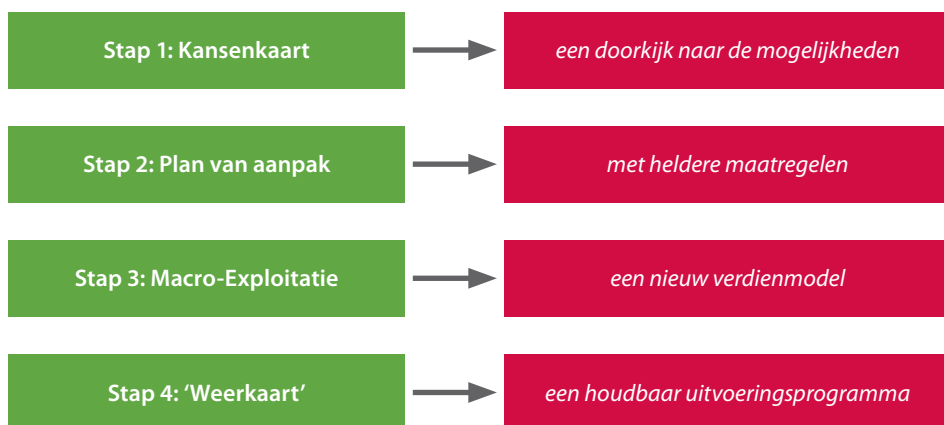 Stap 1: Kansenkaart
een doorkijk naar de mogelijkheden
Stap 2: Plan van aanpak
met heldere maatregelen
Stap 3: Macro-Exploitatie
een nieuw verdienmodel
Stap 4: ‘Weerkaart’
een houdbaar uitvoeringsprogramma